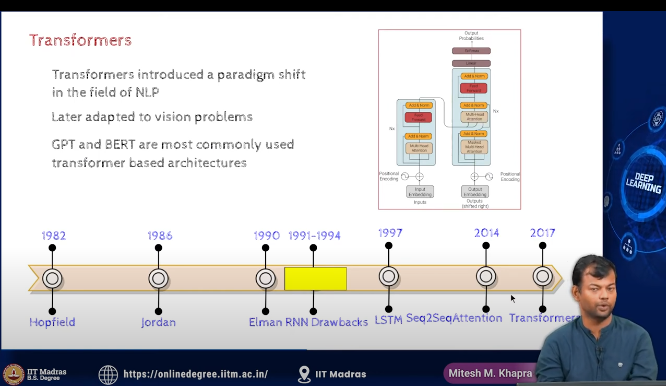 Transformers
Transformers introduced a paradigm shift
in the field of NLP
Later adapted to vision problems
GPT and BERT are most commonly used
transformer based architectures
Output
Probabilities
Softmax
Linear
Add & Norm
Feed
Forward
Add & Norm
Multi-Head
Attention
Add & Norm
Masked
Multi-Head
Attention
Nx
Add & Norm
Feed
Forward
Nx
Add & Norm
Multi-Head
Attention
Positional
Encoding
Positional
Encoding
Input
Embedding
Output
Embedding
Inputs
Outputs
(shifted right)
DEEP
LEARNING
1982
1986
1990
1991-1994
1997
2014
2017
Hopfield
Jordan
Elman
RNN Drawbacks
LSTM
Seq2SeqAttention
Transformer
IIT Madras
B.S. Degree
https://onlinedegree.iitm.ac.in/
IIT Madras
Mitesh M. Khapra